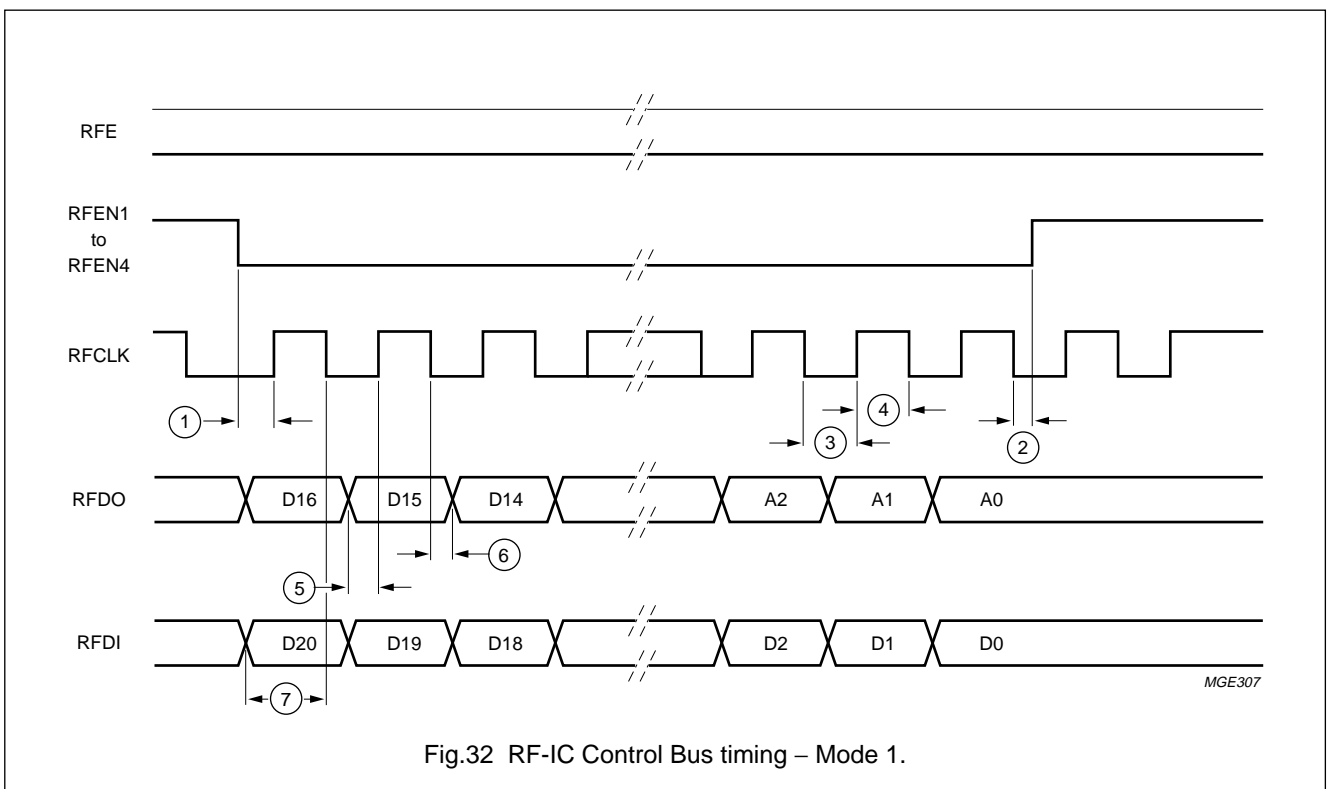 RFE
RFEN1
to
RFEN4
RFCLK
1
4
3
2
RFDO
D16
D15
D14
A2
A1
A0
6
5
RFDI
D20
D19
D18
D2
D1
D0
7
MGE307
Fig.32 RF-IC Control Bus timing − Mode 1.